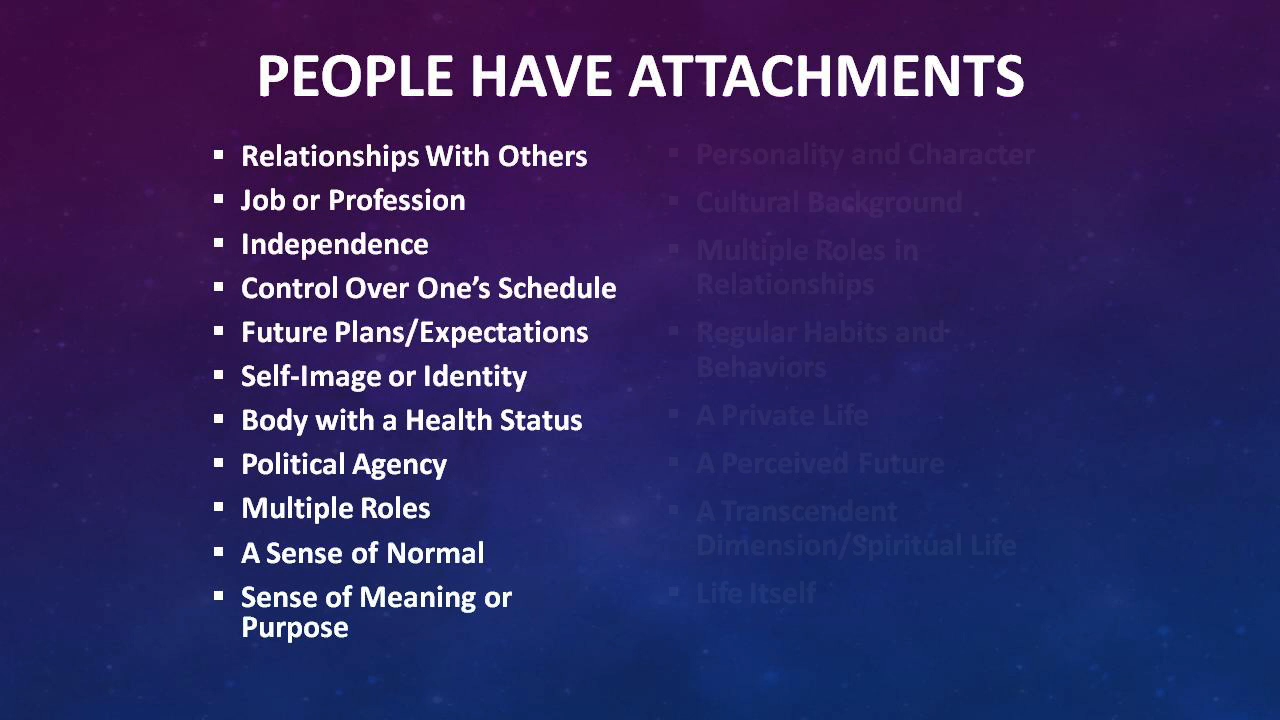 PEOPLE HAVE ATTACHMENTS
▪ Relationships With Others
▪ Job or Profession
▪ Independence
▪ Control Over One’s Schedule
▪ Future Plans/Expectations
▪ Self-Image or Identity
▪ Body with a Health Status
▪ Political Agency
▪ Multiple Roles
▪ A Sense of Normal
▪ Sense of Meaning or
Purpose
▪ Personality and Character
▪ Cultural Background
▪ Multiple Roles in
Relationships
▪ Regular Habits and
Behaviors
▪ A Private Life
▪ A Perceived Future
▪ A Transcendent
Dimension/Spiritual Life
▪ Life Itself